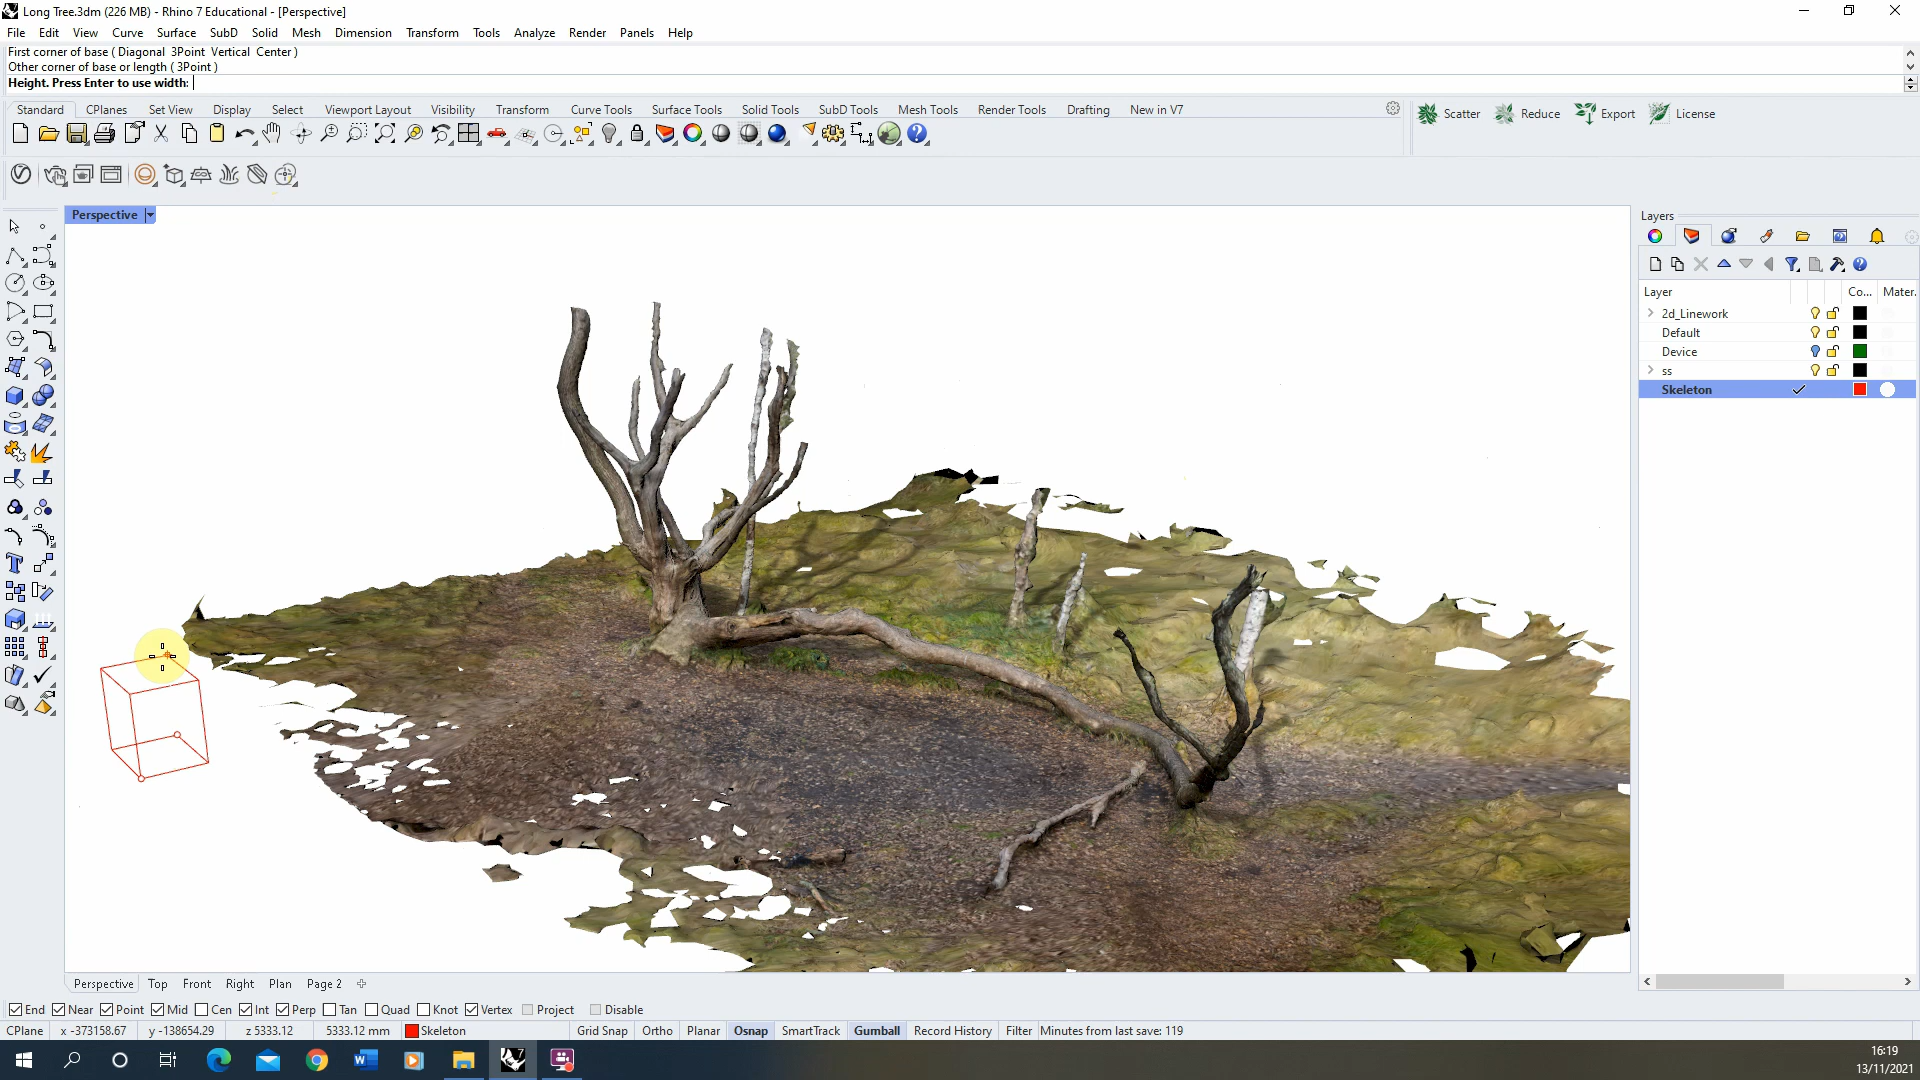 Long Tree.3dm (226 MB) - Rhino 7 Educational - [Perspective]
File Edit View Curve Surface SubD Solid Mesh Dimension Transform Tools Analyze Render Panels Help
First corner of base ( Diagonal 3Point Vertical Center )
Other corner of base or length ( 3Point )
Height. Press Enter to use width:
Standard CPlanes Set View Display Select Viewport Layout Visibility Transform Curve Tools Surface Tools Solid Tools SubD Tools Mesh Tools Render Tools Drafting New in V7
Scatter Reduce Export License
Perspective
Layers
Layer Co... Mater.
2d_Linework
Default
Device
ss
Skeleton
Perspective Top Front Right Plan Page 2
End Near Point Mid Cen Int Perp Tan Quad Knot Vertex Project Disable
CPlane x -373158.67 y -138654.29 z 5333.12 5333.12 mm Skeleton Grid Snap Ortho Planar Osnap SmartTrack Gumball Record History Filter Minutes from last save: 119
16:19
13/11/2021